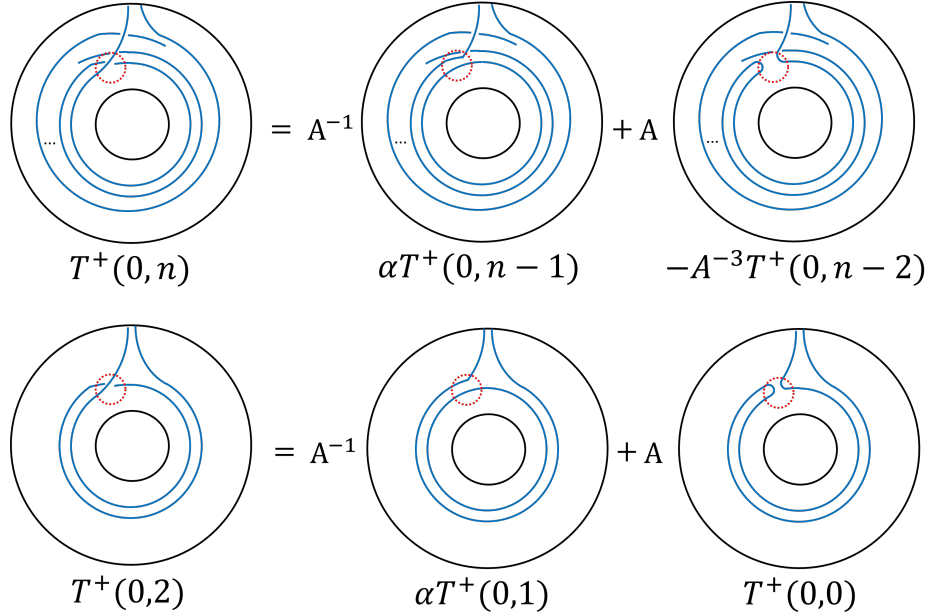 ... = A⁻¹ ... + A ...
T⁺(0, n) αT⁺(0, n − 1) −A⁻³T⁺(0, n − 2)
= A⁻¹ + A
T⁺(0,2) αT⁺(0,1) T⁺(0,0)